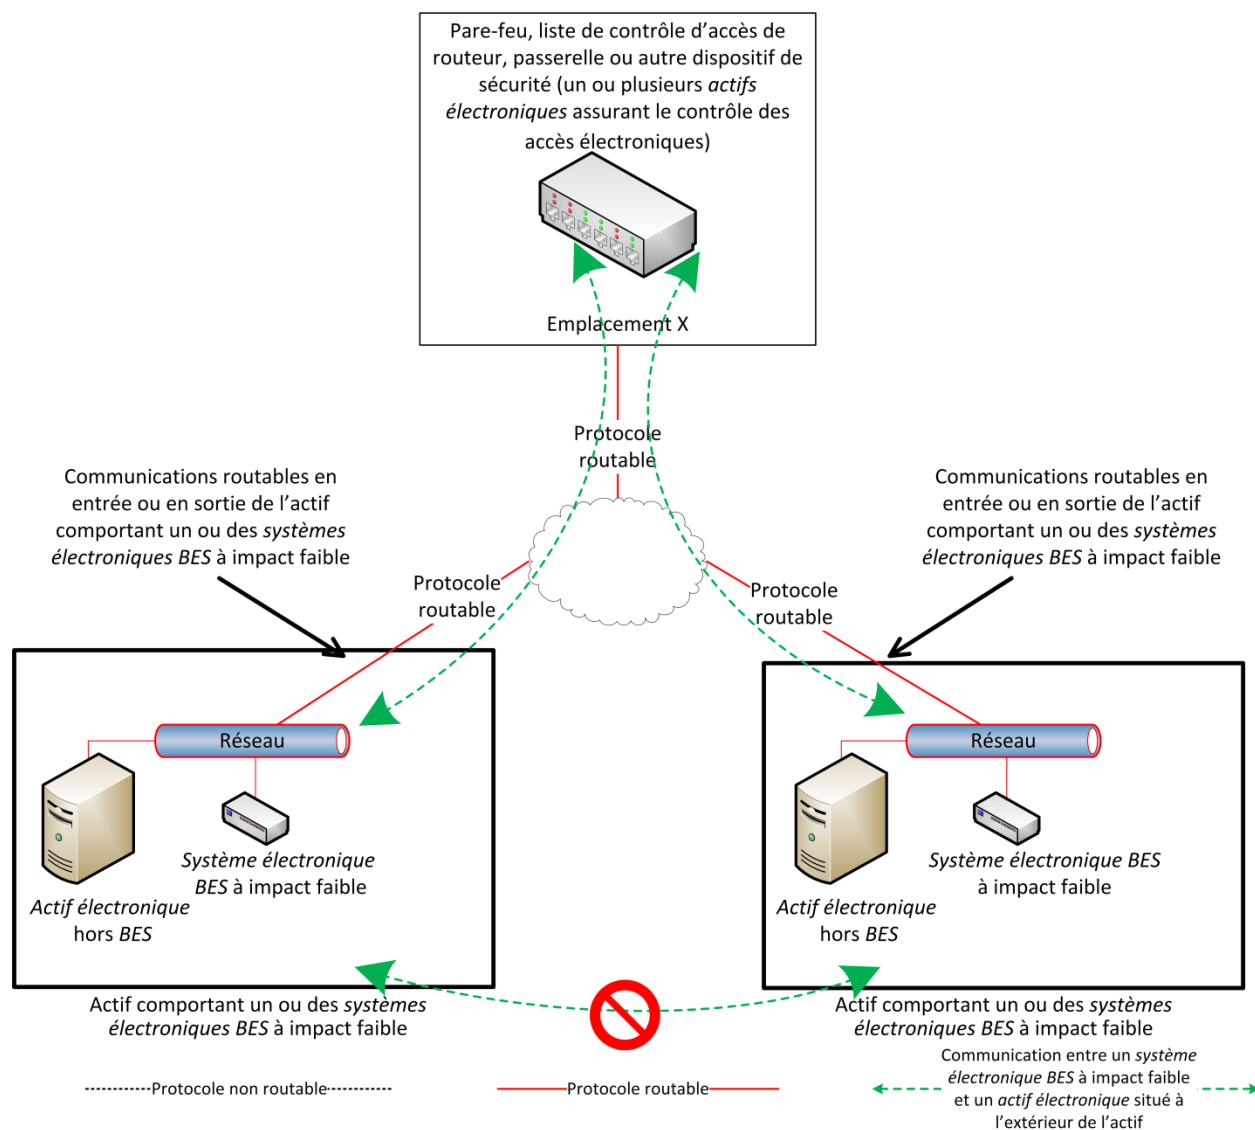 Pare-feu, liste de contrôle d’accès de
routeur, passerelle ou autre dispositif de
sécurité (un ou plusieurs actifs
électroniques assurant le contrôle des
accès électroniques)
Emplacement X
Protocole
routable
Communications routables en
entrée ou en sortie de l’actif
comportant un ou des systèmes
électroniques BES à impact faible
Communications routables en
entrée ou en sortie de l’actif
comportant un ou des systèmes
électroniques BES à impact faible
Protocole
routable
Protocole
routable
Réseau
Système électronique
BES à impact faible
Actif électronique
hors BES
Réseau
Système électronique BES
à impact faible
Actif électronique
hors BES
Actif comportant un ou des systèmes
électroniques BES à impact faible
Actif comportant un ou des systèmes
électroniques BES à impact faible
Protocole non routable
Protocole routable
Communication entre un système
électronique BES à impact faible
et un actif électronique situé à
l’extérieur de l’actif